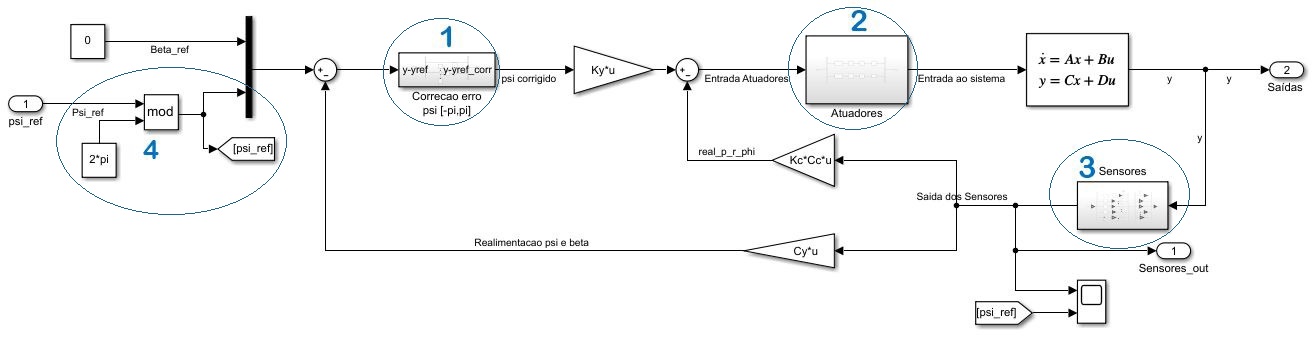 0
Beta_ref
1
psi_ref
Psi_ref
mod
2*pi
4
[psi_ref]
+
_
1
y-yref
y-yref_corr
Correcao erro
psi [-pi,pi]
psi corrigido
Ky*u
+
_
Entrada Atuadores
2
Atuadores
Entrada ao sistema
ẋ = Ax + Bu
y = Cx + Du
y
y
2
Saídas
y
real_p_r_phi
Kc*Cc*u
3
Sensores
Saida dos Sensores
Realimentacao psi e beta
Cy*u
1
Sensores_out
[psi_ref]